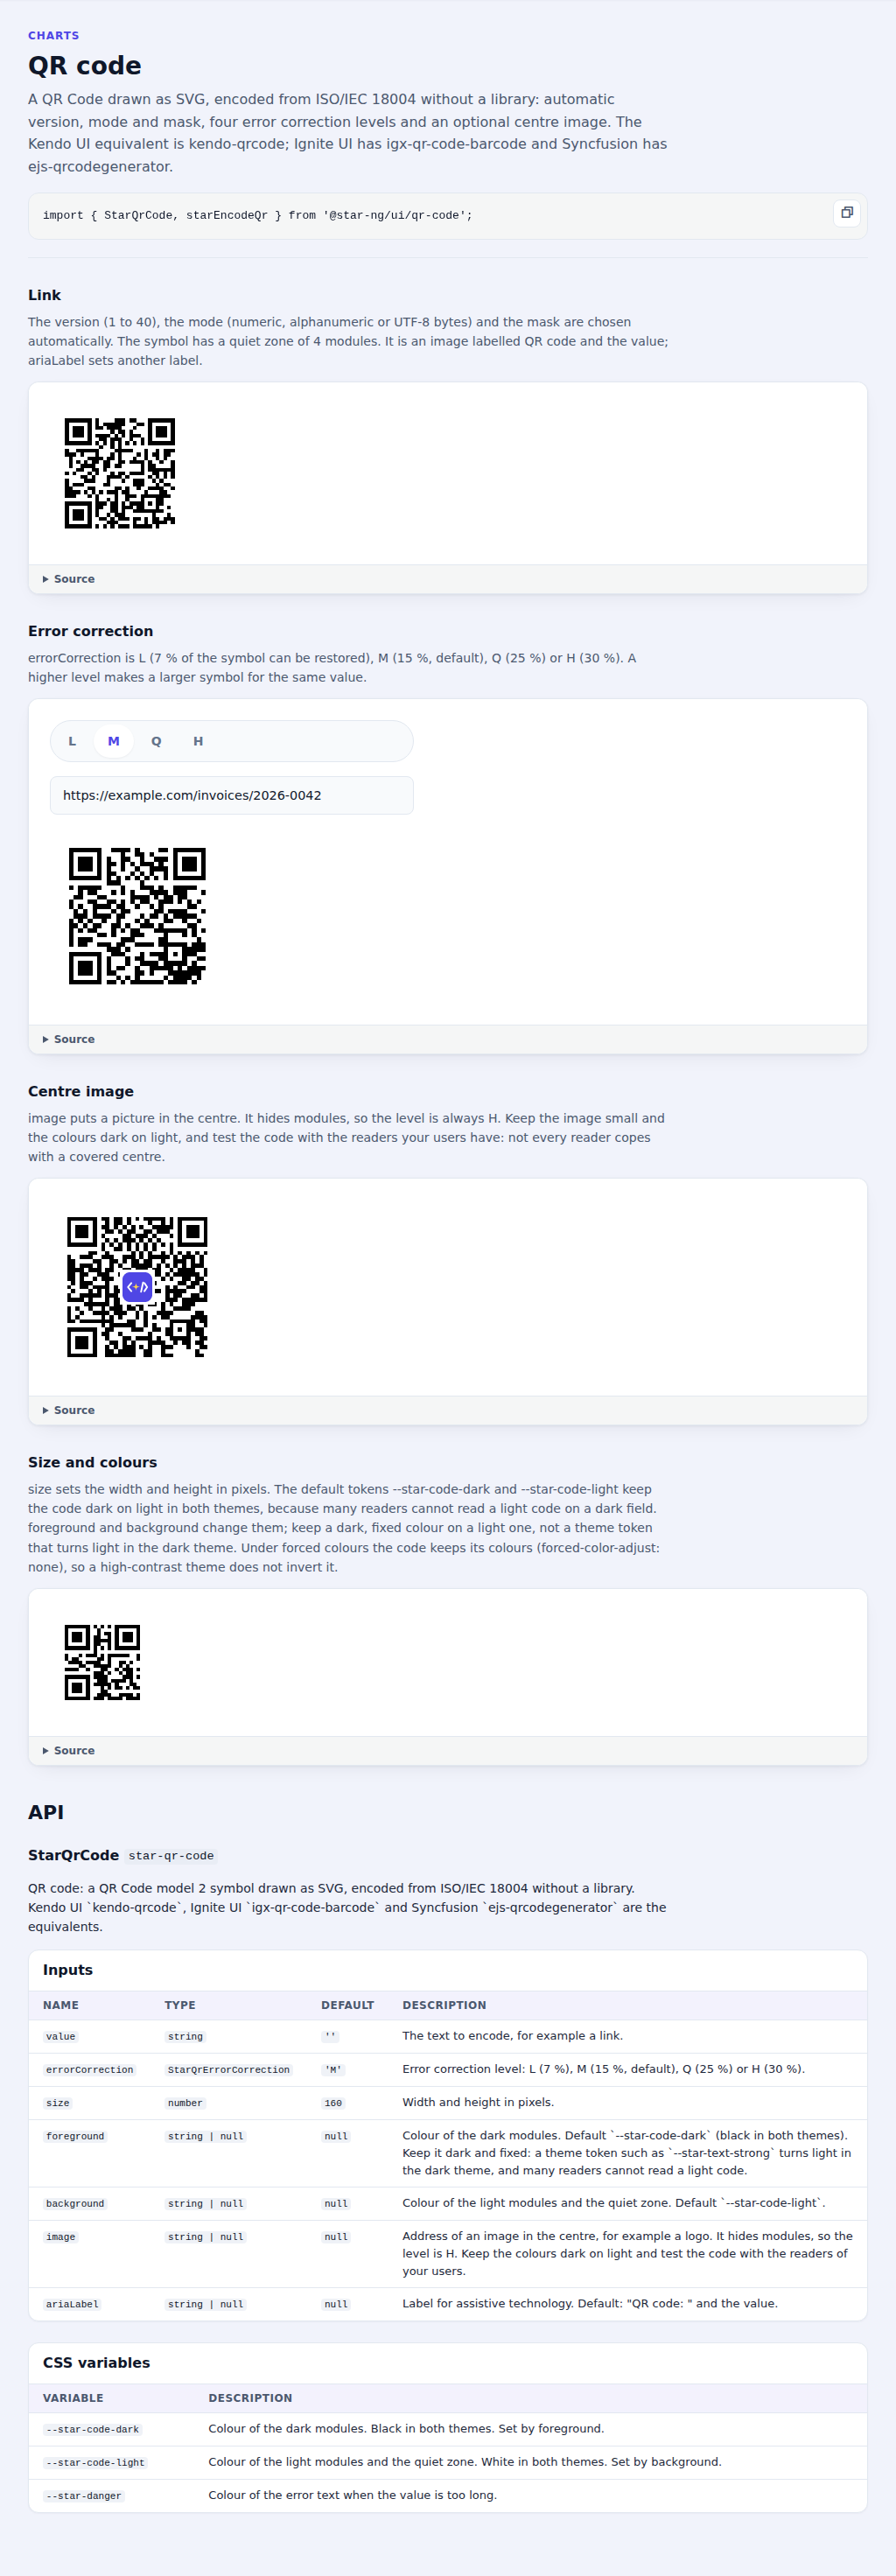 CHARTS
QR code
A QR Code drawn as SVG, encoded from ISO/IEC 18004 without a library: automatic
version, mode and mask, four error correction levels and an optional centre image. The
Kendo UI equivalent is kendo-qrcode; Ignite UI has igx-qr-code-barcode and Syncfusion has
ejs-qrcodegenerator.
import { StarQrCode, starEncodeQr } from '@star-ng/ui/qr-code';
Link
The version (1 to 40), the mode (numeric, alphanumeric or UTF-8 bytes) and the mask are chosen
automatically. The symbol has a quiet zone of 4 modules. It is an image labelled QR code and the value;
ariaLabel sets another label.
Source
Error correction
errorCorrection is L (7 % of the symbol can be restored), M (15 %, default), Q (25 %) or H (30 %). A
higher level makes a larger symbol for the same value.
L M Q H
https://example.com/invoices/2026-0042
Source
Centre image
image puts a picture in the centre. It hides modules, so the level is always H. Keep the image small and
the colours dark on light, and test the code with the readers your users have: not every reader copes
with a covered centre.
Source
Size and colours
size sets the width and height in pixels. The default tokens --star-code-dark and --star-code-light keep
the code dark on light in both themes, because many readers cannot read a light code on a dark field.
foreground and background change them; keep a dark, fixed colour on a light one, not a theme token
that turns light in the dark theme. Under forced colours the code keeps its colours (forced-color-adjust:
none), so a high-contrast theme does not invert it.
Source
API
StarQrCode star-qr-code
QR code: a QR Code model 2 symbol drawn as SVG, encoded from ISO/IEC 18004 without a library.
Kendo UI `kendo-qrcode`, Ignite UI `igx-qr-code-barcode` and Syncfusion `ejs-qrcodegenerator` are the
equivalents.
Inputs
NAME TYPE DEFAULT DESCRIPTION
value string '' The text to encode, for example a link.
errorCorrection StarQrErrorCorrection 'M' Error correction level: L (7 %), M (15 %, default), Q (25 %) or H (30 %).
size number 160 Width and height in pixels.
foreground string | null null Colour of the dark modules. Default `--star-code-dark` (black in both themes).
Keep it dark and fixed: a theme token such as `--star-text-strong` turns light in
the dark theme, and many readers cannot read a light code.
background string | null null Colour of the light modules and the quiet zone. Default `--star-code-light`.
image string | null null Address of an image in the centre, for example a logo. It hides modules, so the
level is H. Keep the colours dark on light and test the code with the readers of
your users.
ariaLabel string | null null Label for assistive technology. Default: "QR code: " and the value.
CSS variables
VARIABLE DESCRIPTION
--star-code-dark Colour of the dark modules. Black in both themes. Set by foreground.
--star-code-light Colour of the light modules and the quiet zone. White in both themes. Set by background.
--star-danger Colour of the error text when the value is too long.